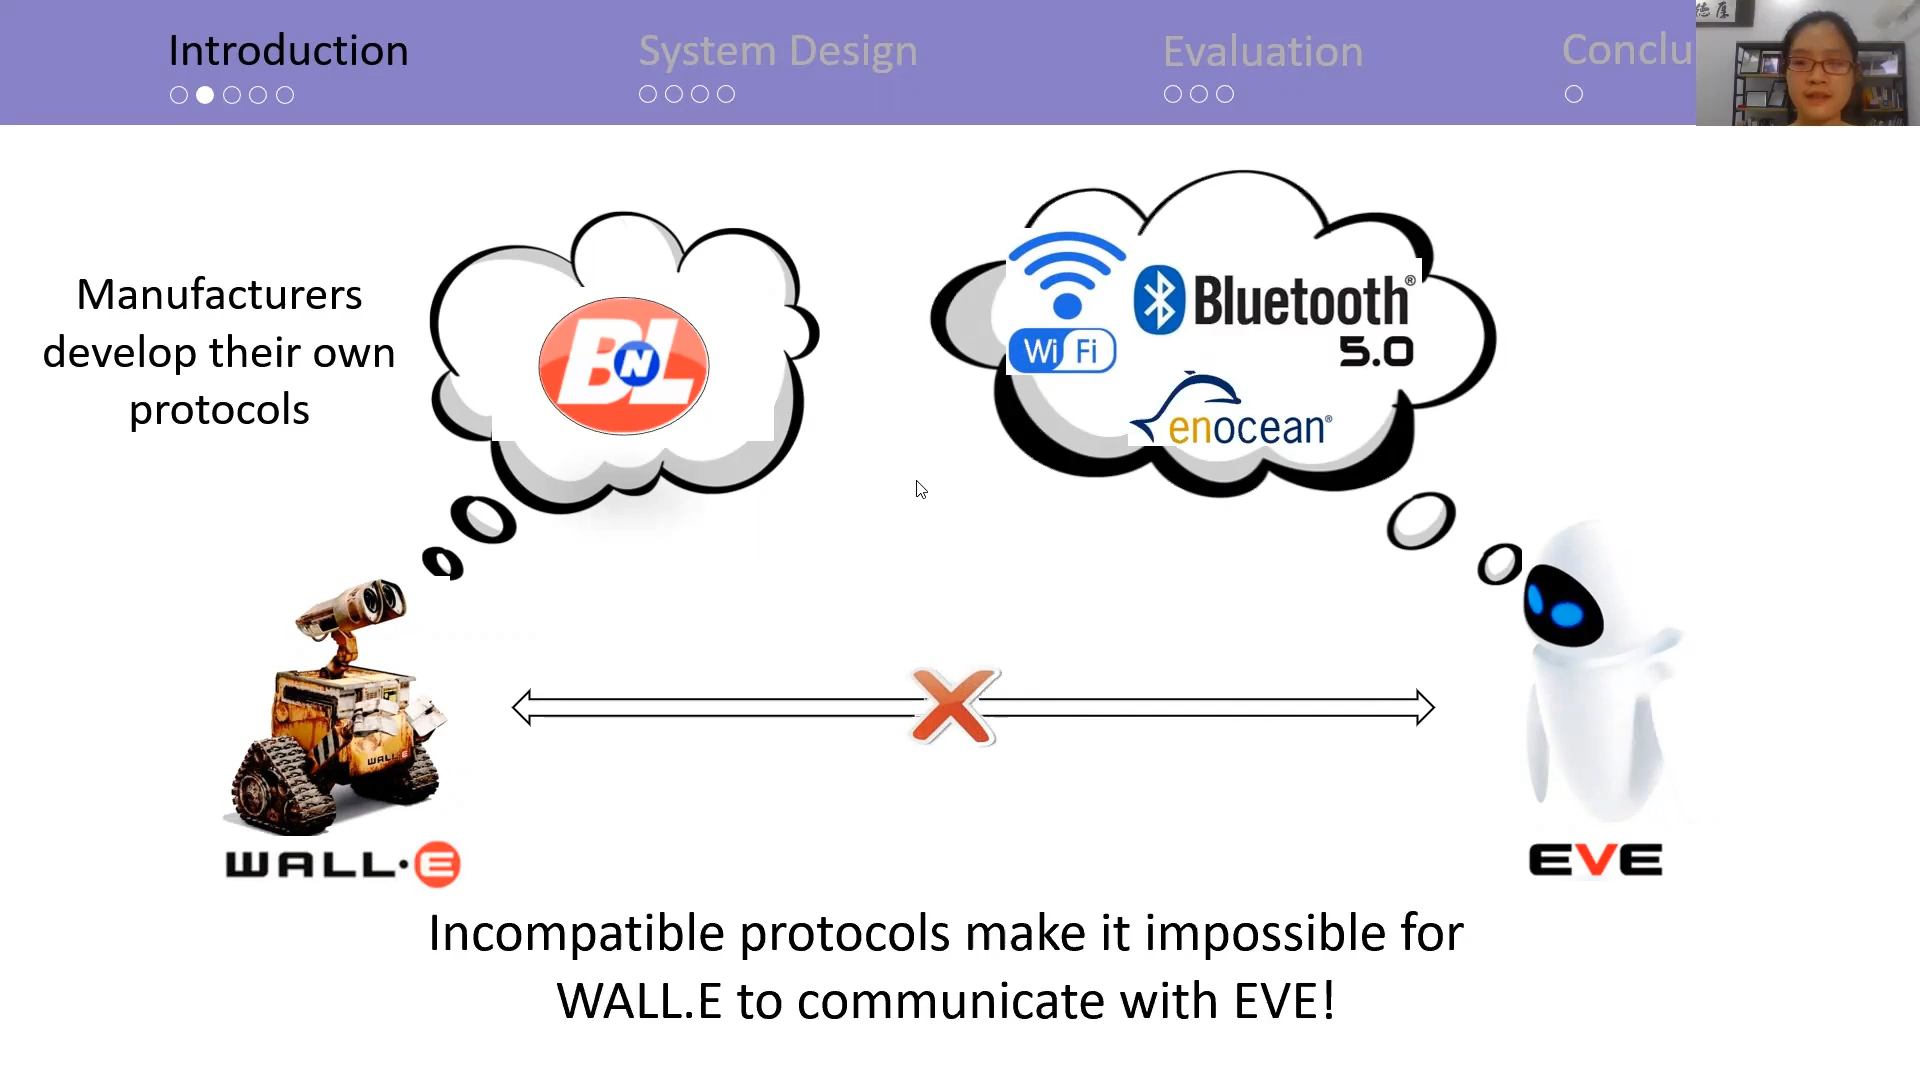 Introduction
System Design
Evaluation
Conclu
Manufacturers
develop their own
protocols
BNL
Wi Fi
Bluetooth®
5.0
enocean®
WALL-E
WALL·E
EVE
Incompatible protocols make it impossible for
WALL.E to communicate with EVE!